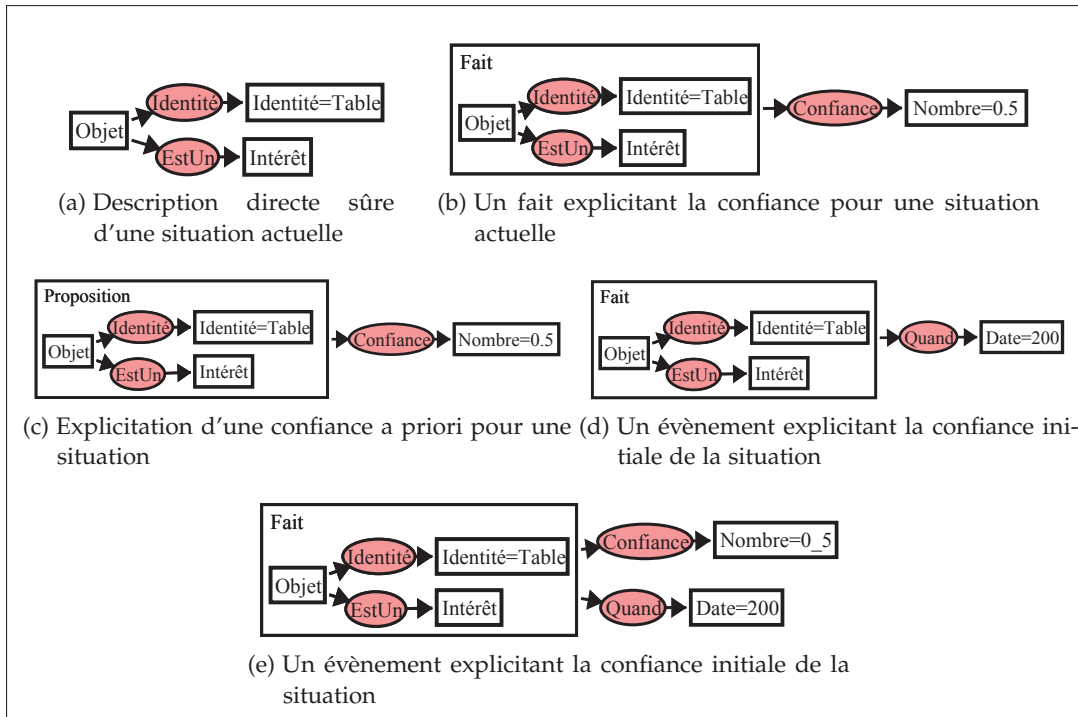 Identité
Identité=Table
Objet
EstUn
Intérêt
(a) Description directe sûre
d'une situation actuelle
Fait
Identité
Identité=Table
Objet
EstUn
Intérêt
Confiance
Nombre=0.5
(b) Un fait explicitant la confiance pour une situation
actuelle
Proposition
Identité
Identité=Table
Objet
EstUn
Intérêt
Confiance
Nombre=0.5
(c) Explicitation d'une confiance a priori pour une
situation
Fait
Identité
Identité=Table
Objet
EstUn
Intérêt
Quand
Date=200
(d) Un évènement explicitant la confiance ini-
tiale de la situation
Fait
Identité
Identité=Table
Objet
EstUn
Intérêt
Confiance
Nombre=0_5
Quand
Date=200
(e) Un évènement explicitant la confiance initiale de la
situation